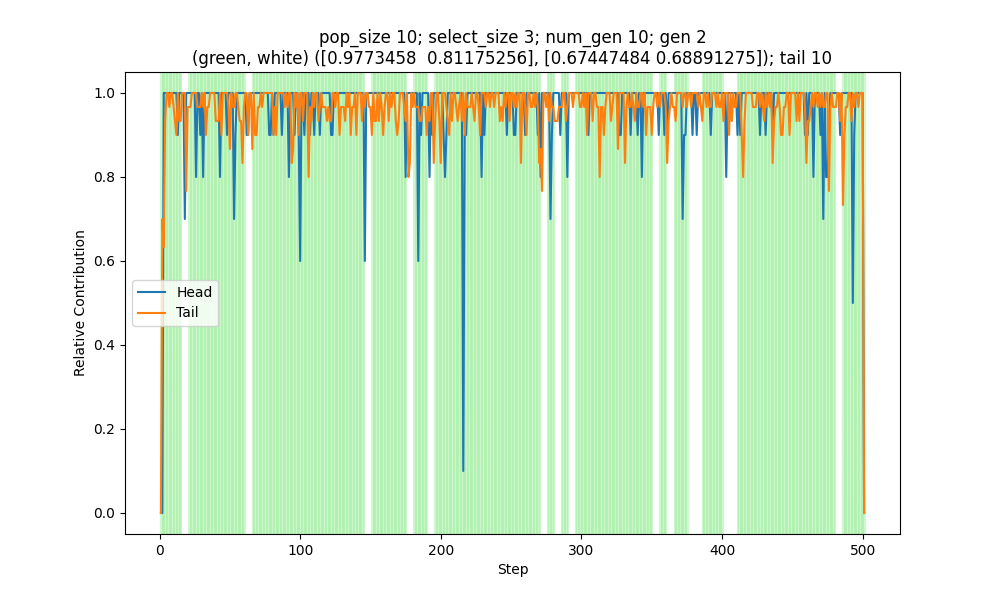 pop_size 10; select_size 3; num_gen 10; gen 2
(green, white) ([0.9773458  0.81175256], [0.67447484 0.68891275]); tail 10
1.0
0.8
0.6
0.4
0.2
0.0
Relative Contribution
Head
Tail
0
100
200
300
400
500
Step